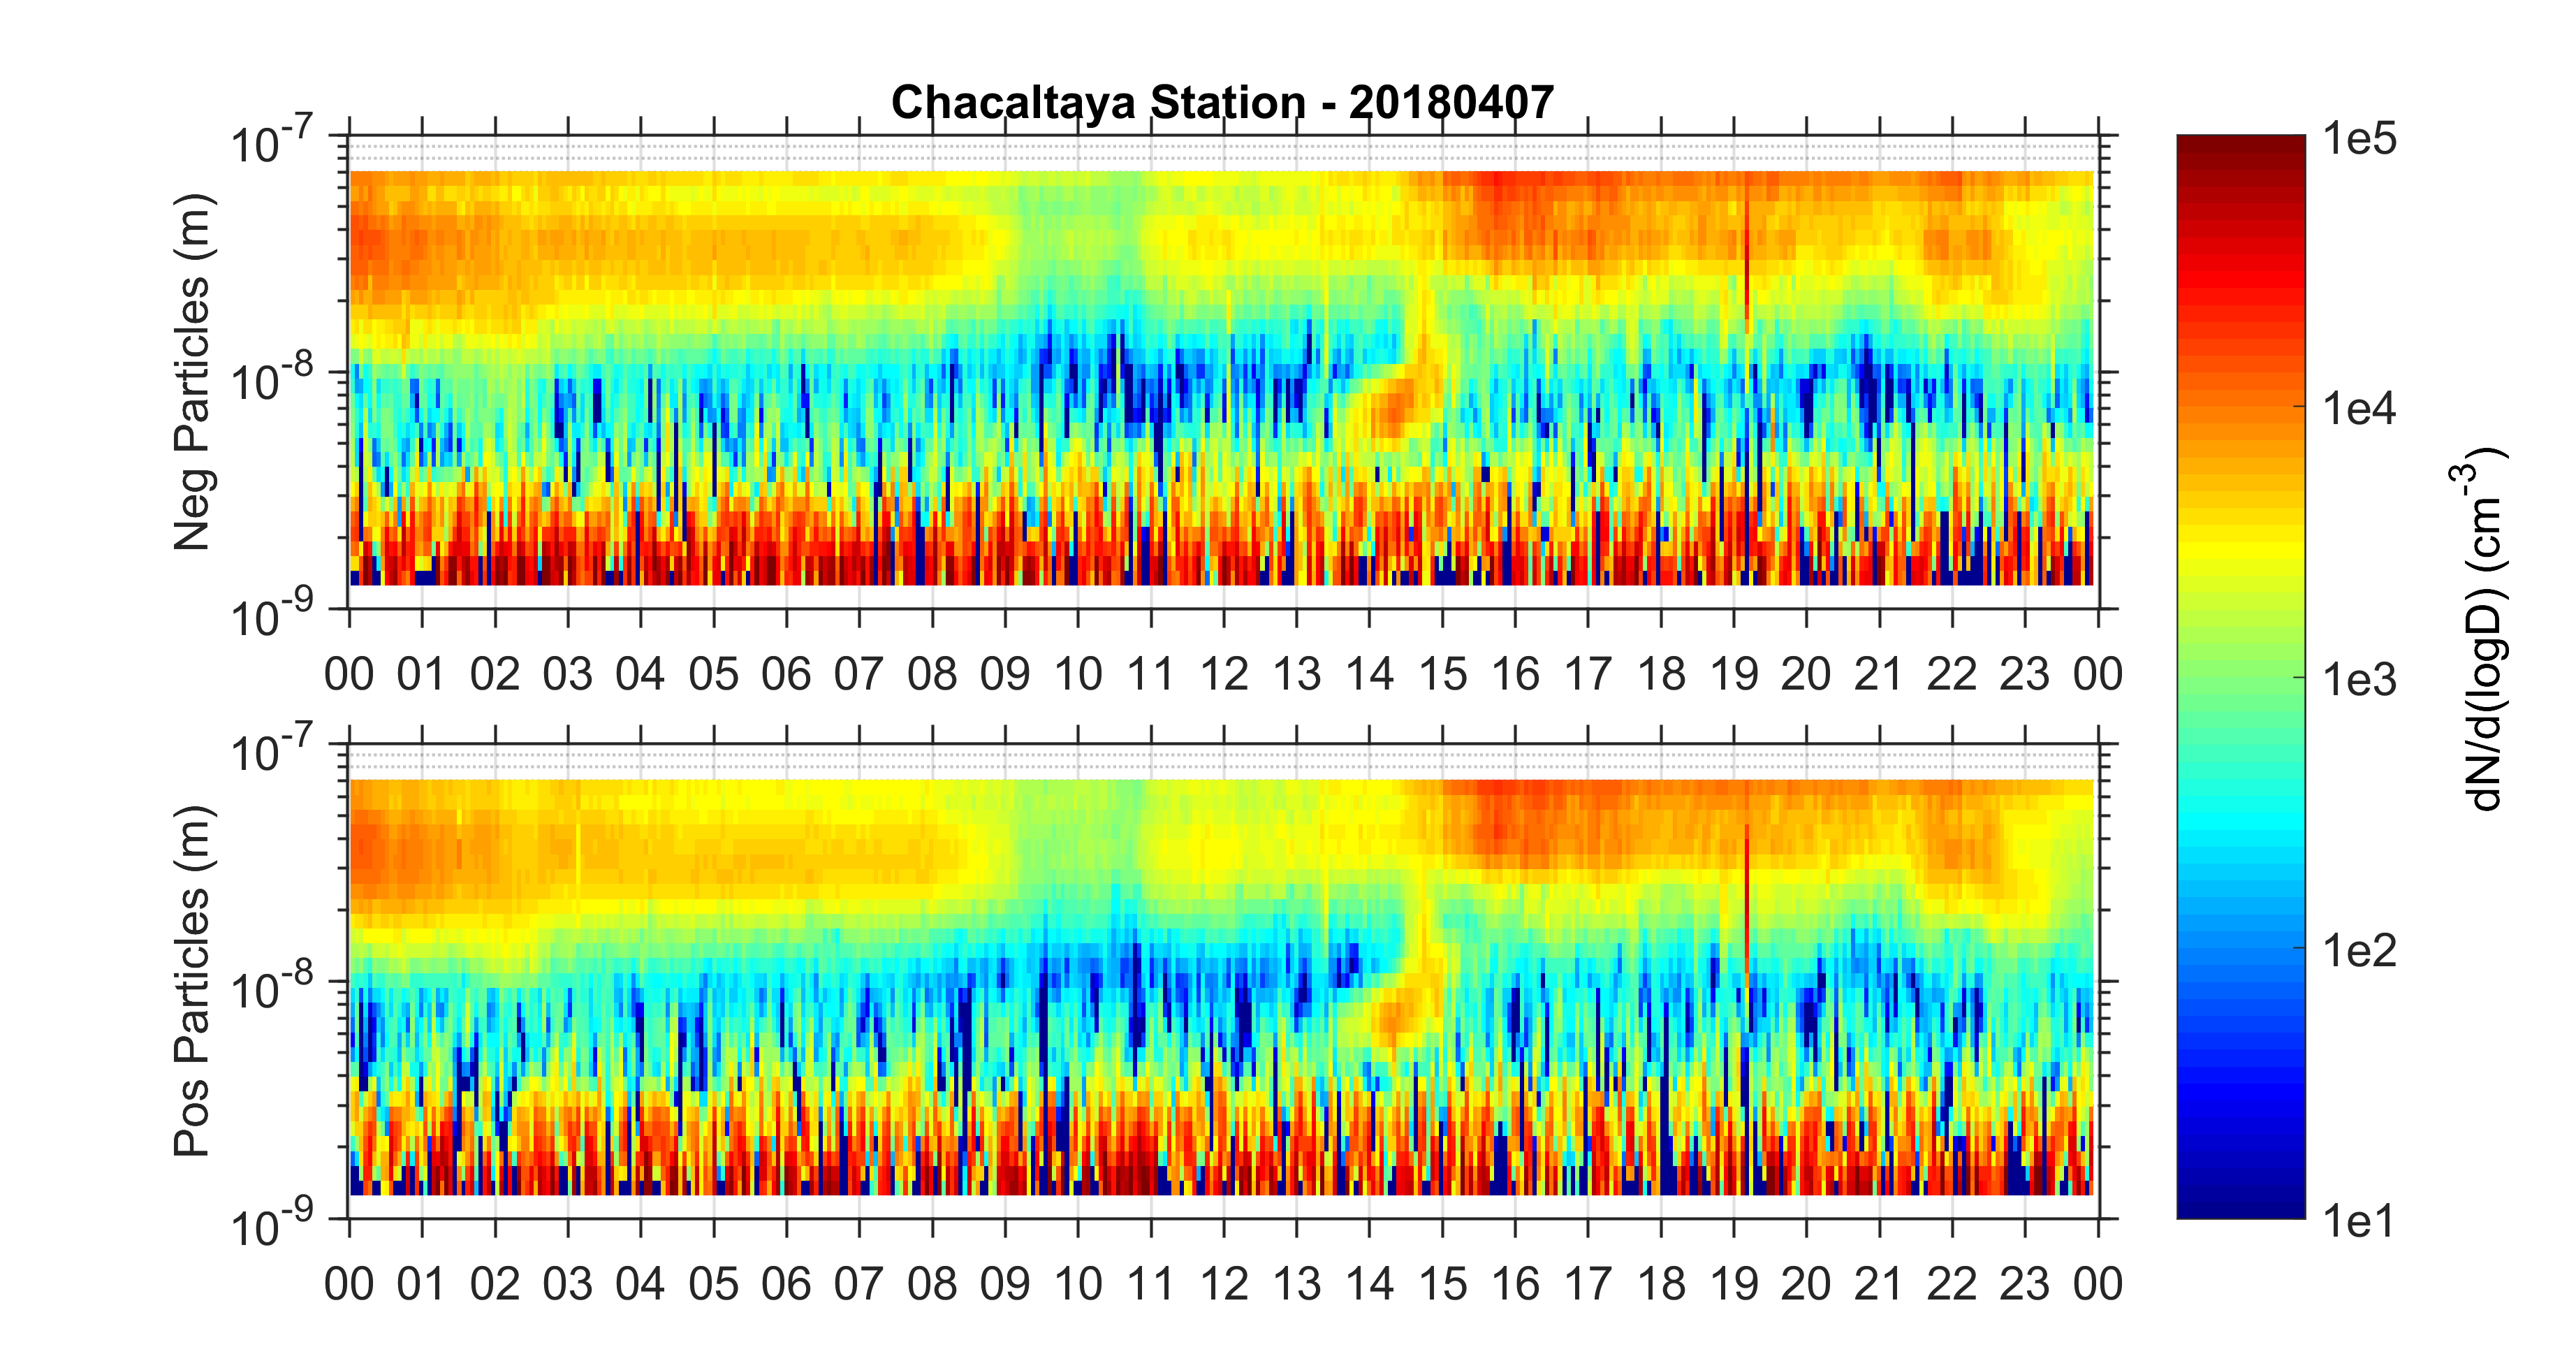 Chacaltaya Station - 20180407
10^-7
10^-8
10^-9
Neg Particles (m)
00 01 02 03 04 05 06 07 08 09 10 11 12 13 14 15 16 17 18 19 20 21 22 23 00
10^-7
10^-8
10^-9
Pos Particles (m)
00 01 02 03 04 05 06 07 08 09 10 11 12 13 14 15 16 17 18 19 20 21 22 23 00
1e5
1e4
1e3
1e2
1e1
dN/d(logD) (cm^-3)